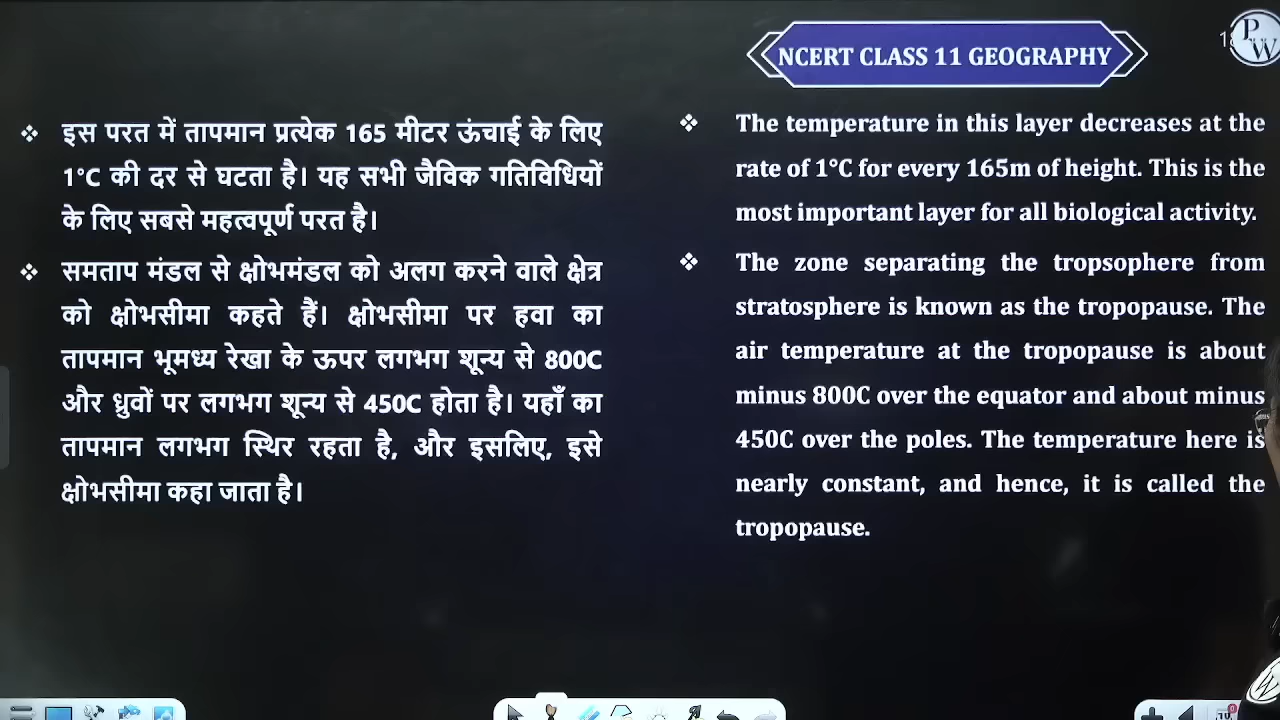 NCERT CLASS 11 GEOGRAPHY
PW
❖ इस परत में तापमान प्रत्येक 165 मीटर ऊंचाई के लिए
1°C की दर से घटता है। यह सभी जैविक गतिविधियों
के लिए सबसे महत्वपूर्ण परत है।
❖ समताप मंडल से क्षोभमंडल को अलग करने वाले क्षेत्र
को क्षोभसीमा कहते हैं। क्षोभसीमा पर हवा का
तापमान भूमध्य रेखा के ऊपर लगभग शून्य से 800C
और ध्रुवों पर लगभग शून्य से 450C होता है। यहाँ का
तापमान लगभग स्थिर रहता है, और इसलिए, इसे
क्षोभसीमा कहा जाता है।
❖ The temperature in this layer decreases at the
rate of 1°C for every 165m of height. This is the
most important layer for all biological activity.
❖ The zone separating the tropsophere from
stratosphere is known as the tropopause. The
air temperature at the tropopause is about
minus 800C over the equator and about minus
450C over the poles. The temperature here is
nearly constant, and hence, it is called the
tropopause.